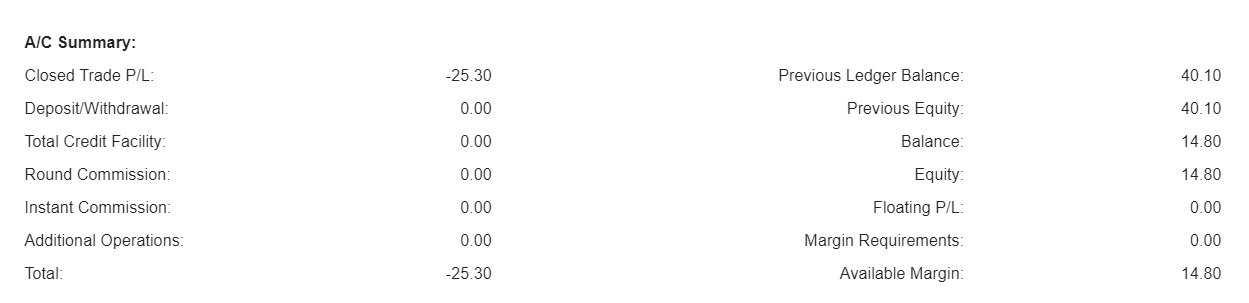 A/C Summary:
Closed Trade P/L: -25.30 Previous Ledger Balance: 40.10
Deposit/Withdrawal: 0.00 Previous Equity: 40.10
Total Credit Facility: 0.00 Balance: 14.80
Round Commission: 0.00 Equity: 14.80
Instant Commission: 0.00 Floating P/L: 0.00
Additional Operations: 0.00 Margin Requirements: 0.00
Total: -25.30 Available Margin: 14.80